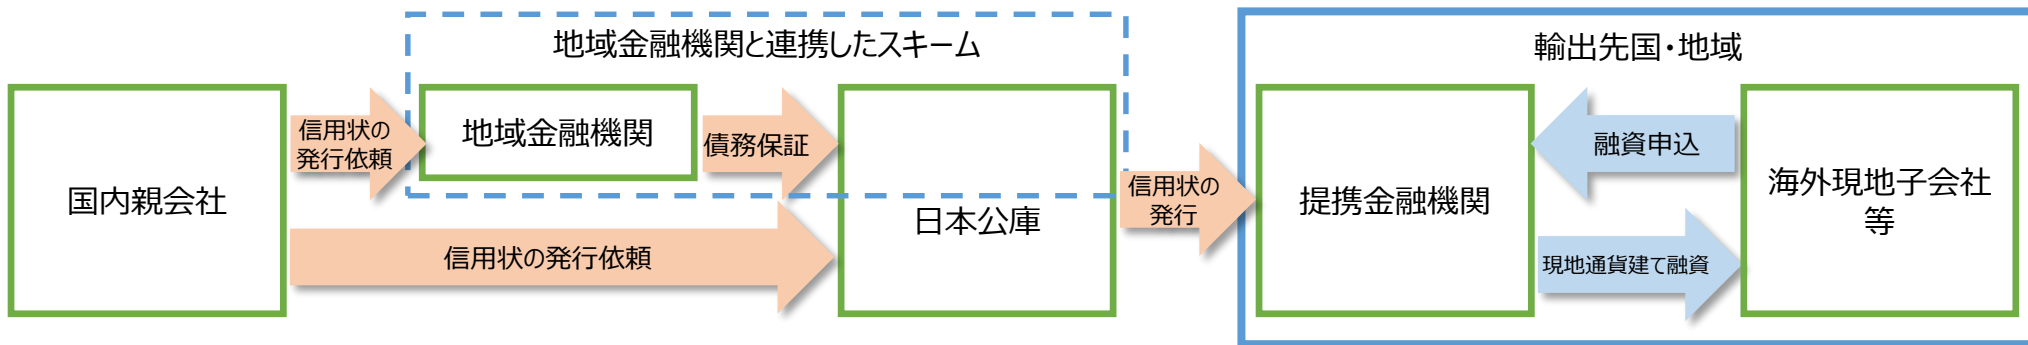 地域金融機関と連携したスキーム
輸出先国・地域
国内親会社
信用状の
発行依頼
地域金融機関
債務保証
信用状の発行依頼
日本公庫
信用状の
発行
提携金融機関
融資申込
現地通貨建て融資
海外現地子会社
等